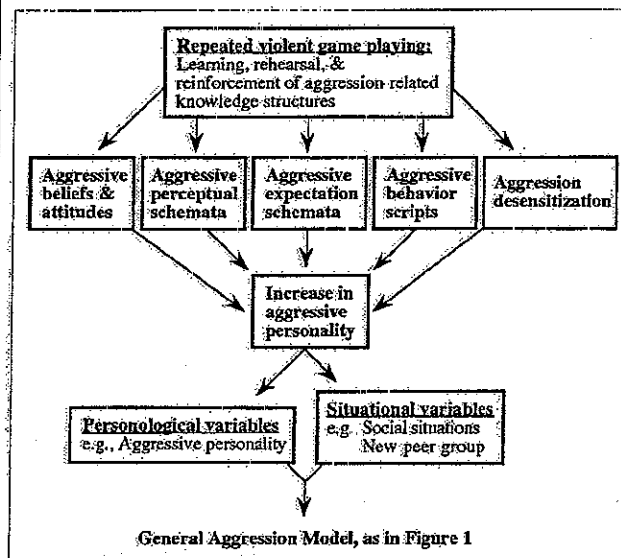 Repeated violent game playing:
Learning, rehearsal, &
reinforcement of aggression related
knowledge structures
Aggressive
beliefs &
attitudes
Aggressive
perceptual
schemata
Aggressive
expectation
schemata
Aggressive
behavior
scripts
Aggression
desensitization
Increase in
aggressive
personality
Personological variables
e.g., Aggressive personality
Situational variables
e.g. Social situations
New peer group
General Aggression Model, as in Figure 1